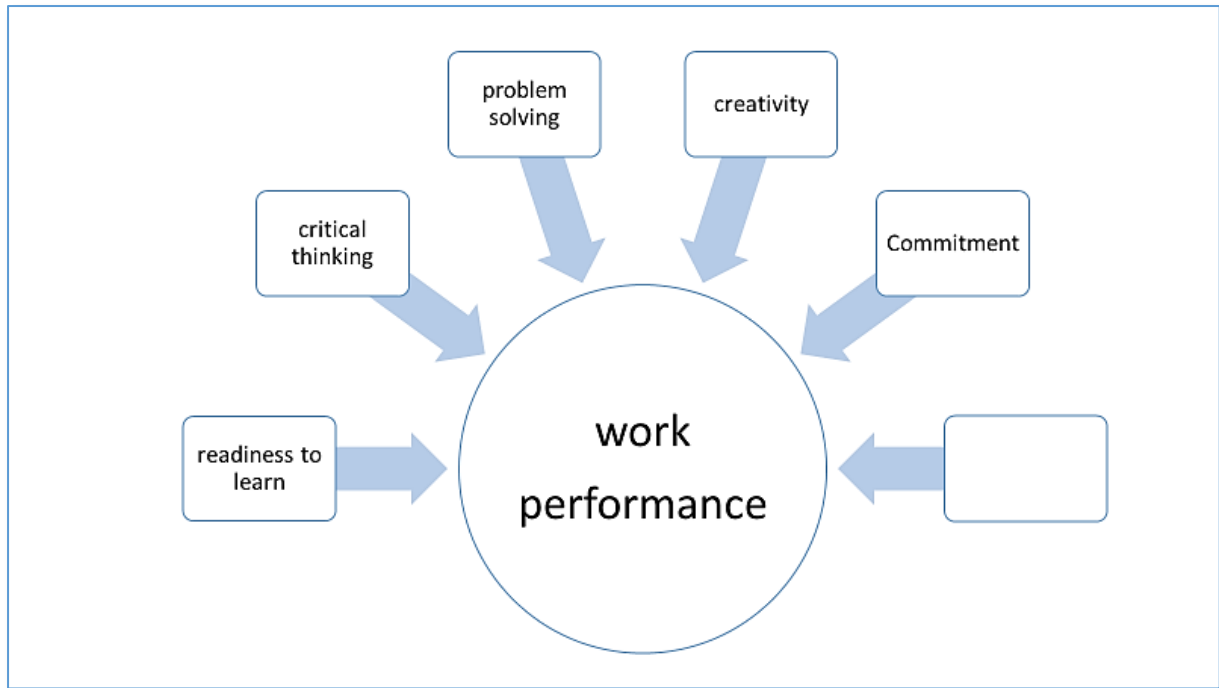 problem
solving
creativity
critical
thinking
Commitment
readiness to
learn
work
performance